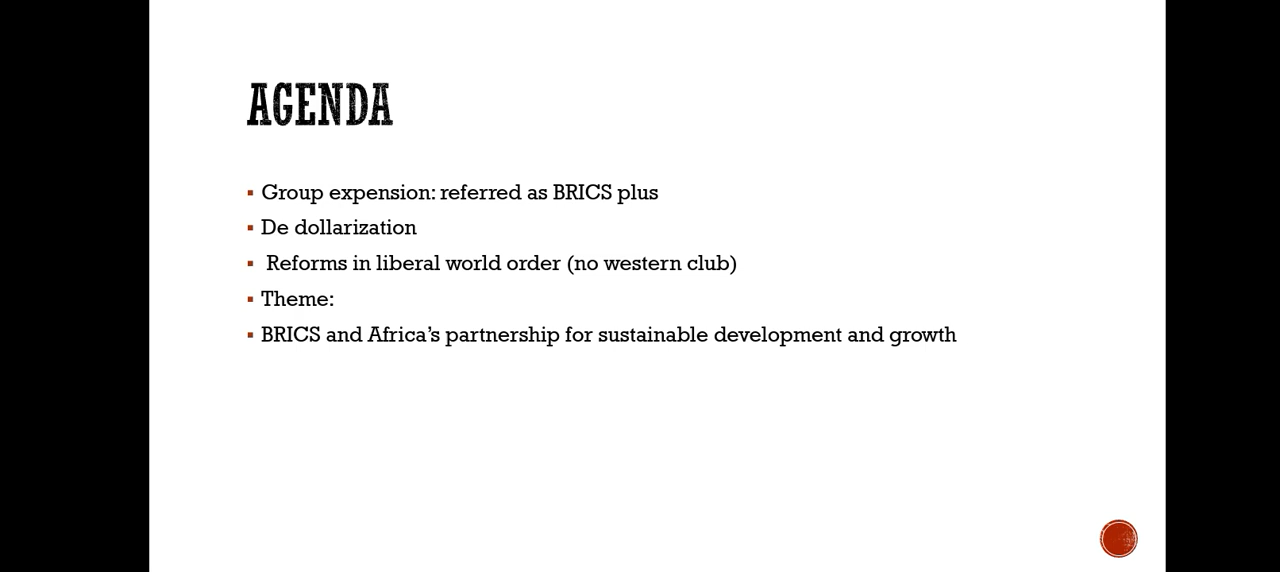 AGENDA
▪ Group expension: referred as BRICS plus
▪ De dollarization
▪ Reforms in liberal world order (no western club)
▪ Theme:
▪ BRICS and Africa's partnership for sustainable development and growth